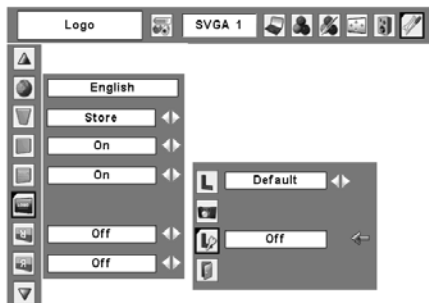 Logo
SVGA 1
English
Store
On
On
Default
Off
Off
Off